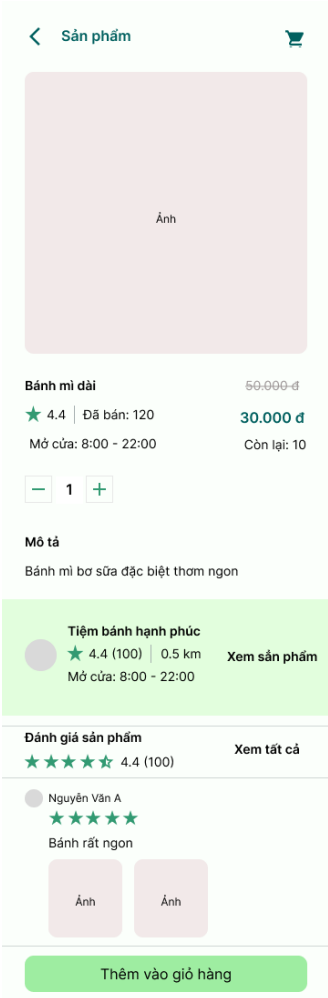 Sản phẩm
Ảnh
Bánh mì dài
50.000 đ
4.4
Đã bán: 120
30.000 đ
Mở cửa: 8:00 - 22:00
Còn lại: 10
1
Mô tả
Bánh mì bơ sữa đặc biệt thơm ngon
Tiệm bánh hạnh phúc
4.4 (100)
0.5 km
Xem sản phẩm
Mở cửa: 8:00 - 22:00
Đánh giá sản phẩm
Xem tất cả
4.4 (100)
Nguyễn Văn A
Bánh rất ngon
Ảnh
Ảnh
Thêm vào giỏ hàng